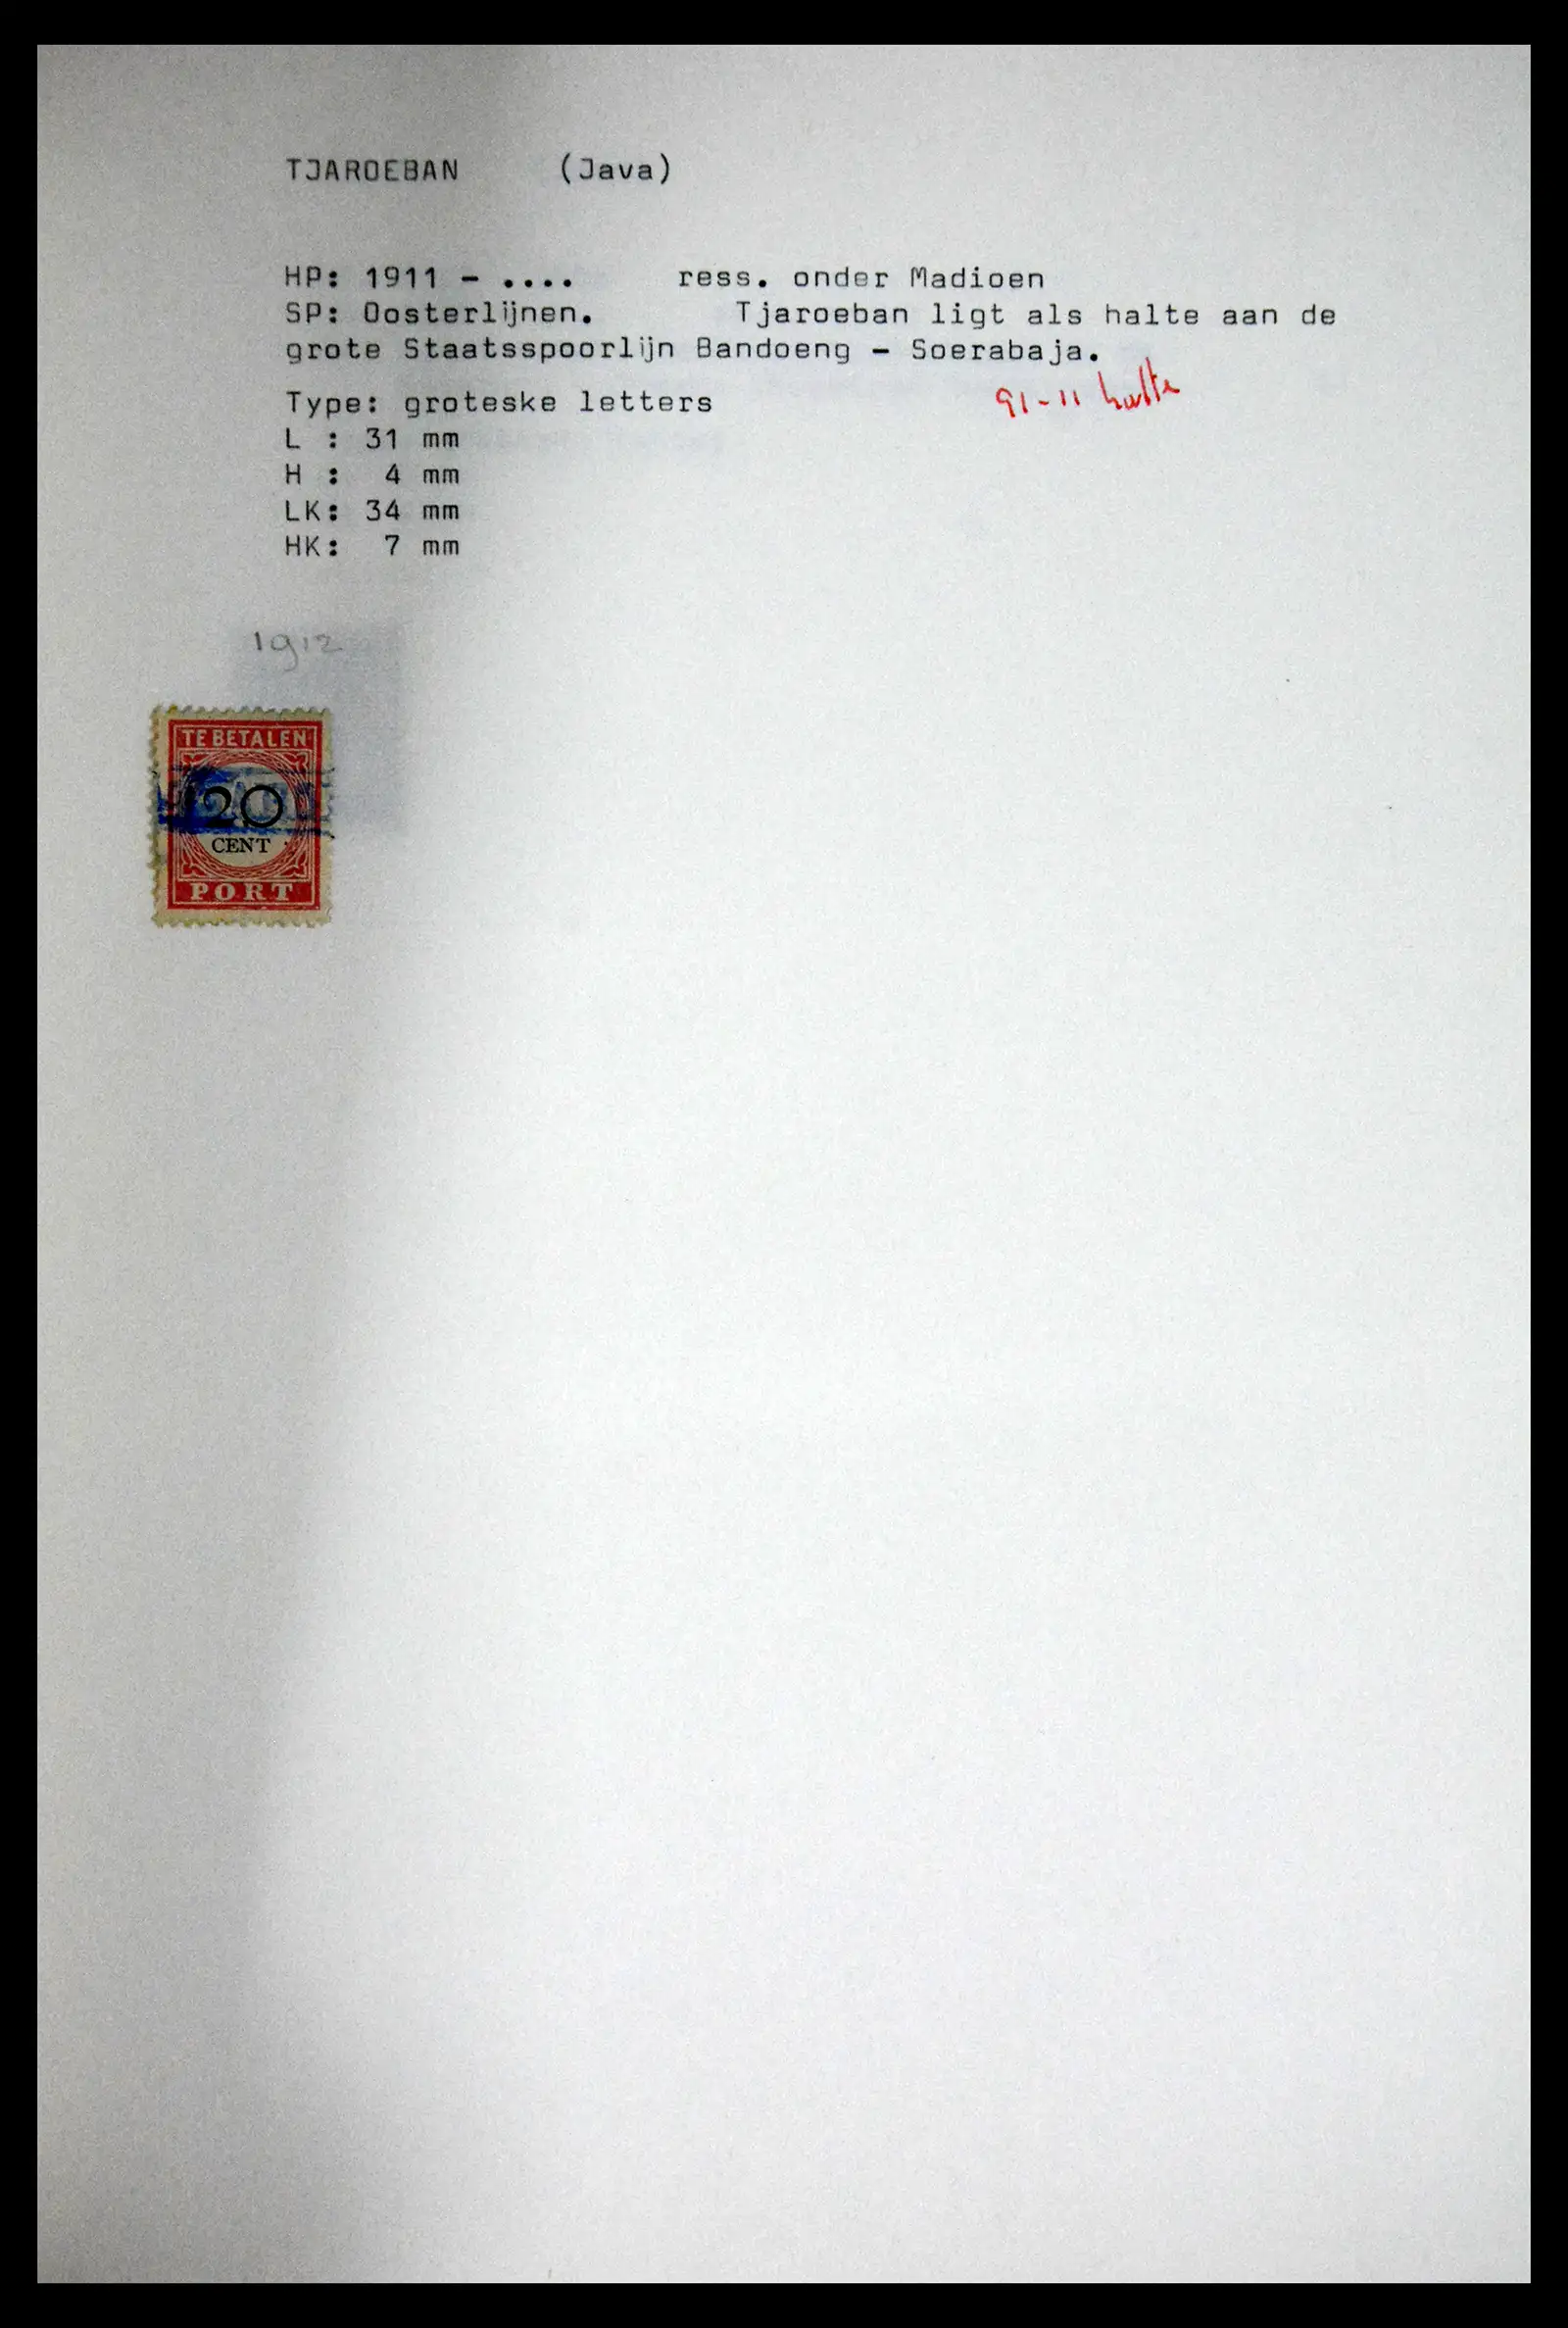 TJAROEBAN (Java)
HP: 1911 - .... ress. onder Madioen
SP: Oosterlijnen. Tjaroeban ligt als halte aan de
grote Staatsspoorlijn Bandoeng - Soerabaja.
91-11 halte
Type: groteske letters
L : 31 mm
H : 4 mm
LK: 34 mm
HK: 7 mm
1912
TE BETALEN
20
CENT
PORT